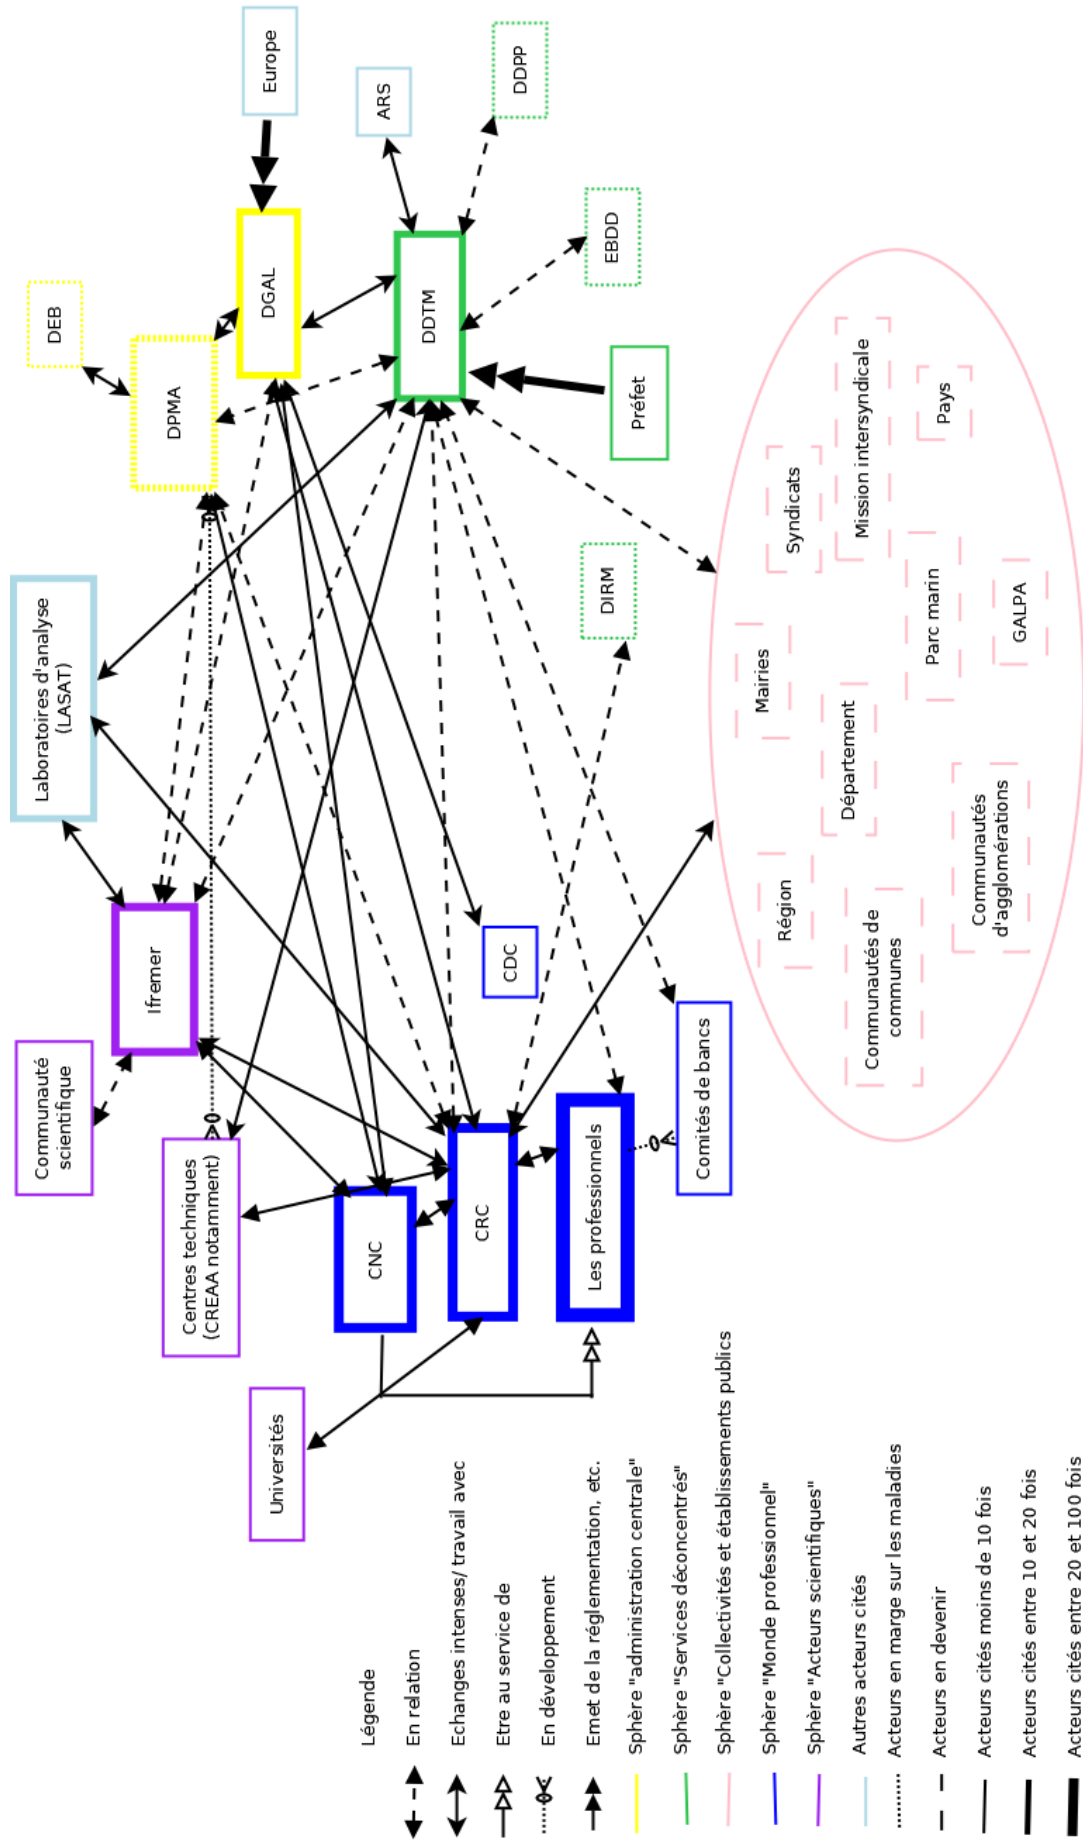 Communauté
scientifique
Ifremer
Laboratoires d'analyse
(LASAT)
DEB
DPMA
Europe
DGAL
ARS
DDPP
DDTM
EBDD
Préfet
DIRM
Universités
Centres techniques
(CREAA notamment)
CNC
CRC
CDC
Les professionnels
Comités de bancs
Région
Mairies
Syndicats
Communautés de
communes
Département
Mission intersyndicale
Communautés
d'agglomérations
Parc marin
Pays
GALPA
Légende
En relation
Echanges intenses/ travail avec
Etre au service de
En développement
Emet de la réglementation, etc.
Sphère "administration centrale"
Sphère "Services déconcentrés"
Sphère "Collectivités et établissements publics
Sphère "Monde professionnel"
Sphère "Acteurs scientifiques"
Autres acteurs cités
Acteurs en marge sur les maladies
Acteurs en devenir
Acteurs cités moins de 10 fois
Acteurs cités entre 10 et 20 fois
Acteurs cités entre 20 et 100 fois